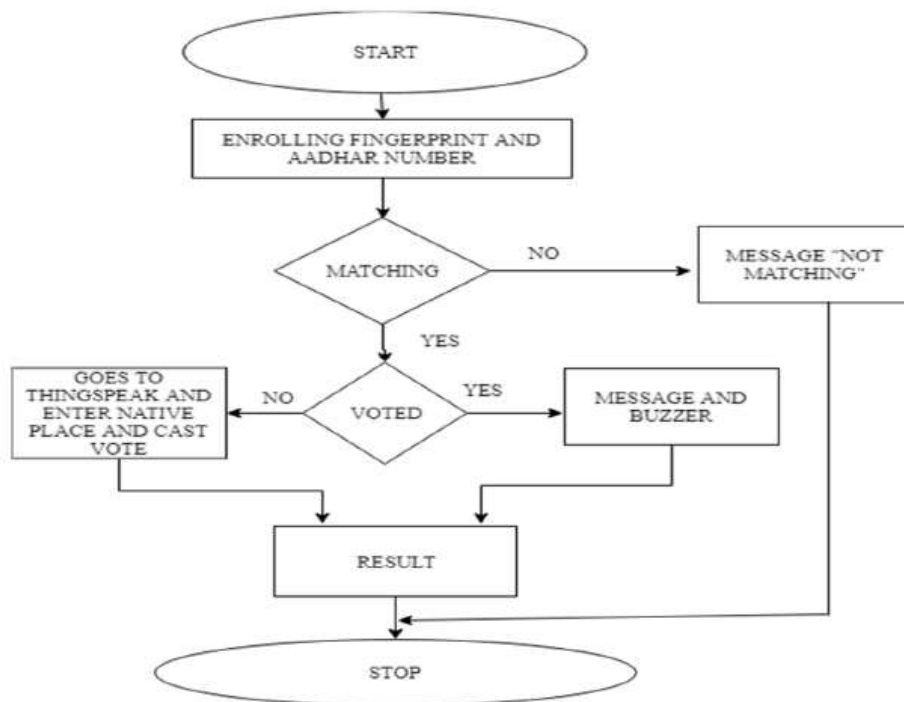 START
ENROLLING FINGERPRINT AND
AADHAR NUMBER
MATCHING
NO
MESSAGE "NOT
MATCHING"
YES
GOES TO
THINGSPEAK AND
ENTER NATIVE
PLACE AND CAST
VOTE
NO
VOTED
YES
MESSAGE AND
BUZZER
RESULT
STOP